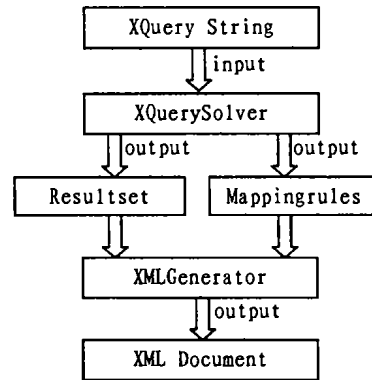 XQuery String
input
XQuerySolver
output output
Resultset Mappingrules
XMLGenerator
output
XML Document